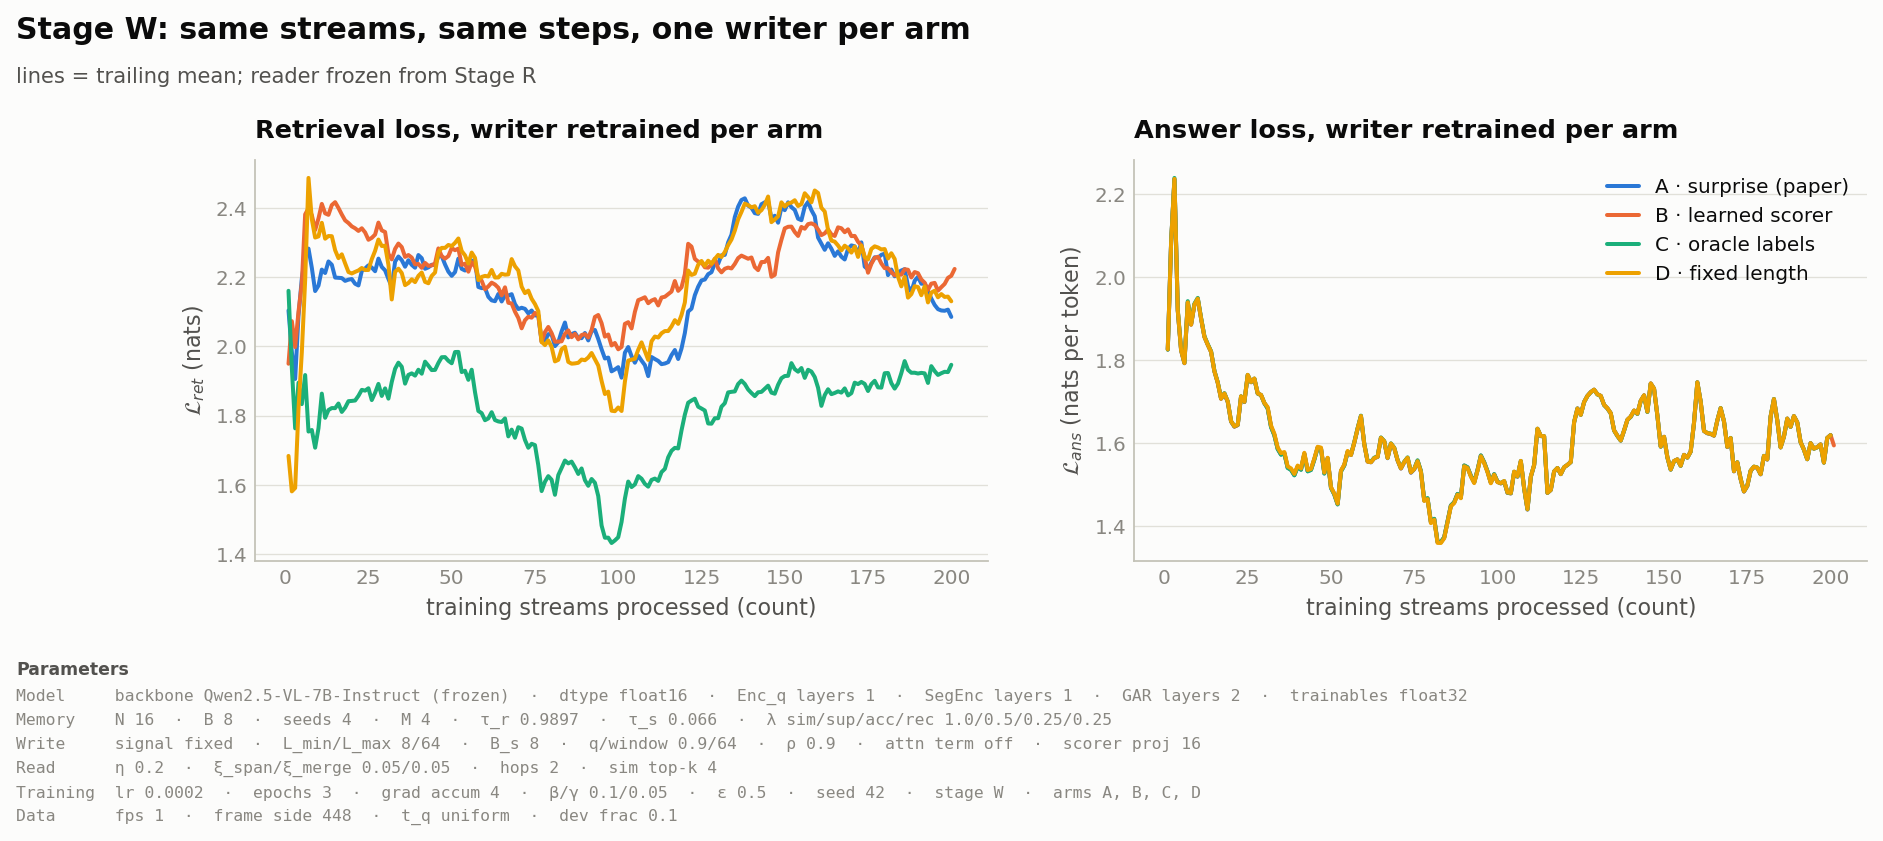 Stage W: same streams, same steps, one writer per arm
lines = trailing mean; reader frozen from Stage R
Retrieval loss, writer retrained per arm
2.4
2.2
2.0
1.8
1.6
1.4
ℒ_ret (nats)
0 25 50 75 100 125 150 175 200
training streams processed (count)
Answer loss, writer retrained per arm
A · surprise (paper)
B · learned scorer
C · oracle labels
D · fixed length
2.2
2.0
1.8
1.6
1.4
ℒ_ans (nats per token)
0 25 50 75 100 125 150 175 200
training streams processed (count)
Parameters
Model backbone Qwen2.5-VL-7B-Instruct (frozen) · dtype float16 · Enc_q layers 1 · SegEnc layers 1 · GAR layers 2 · trainables float32
Memory N 16 · B 8 · seeds 4 · M 4 · τ_r 0.9897 · τ_s 0.066 · λ sim/sup/acc/rec 1.0/0.5/0.25/0.25
Write signal fixed · L_min/L_max 8/64 · B_s 8 · q/window 0.9/64 · ρ 0.9 · attn term off · scorer proj 16
Read η 0.2 · ξ_span/ξ_merge 0.05/0.05 · hops 2 · sim top-k 4
Training lr 0.0002 · epochs 3 · grad accum 4 · β/γ 0.1/0.05 · ε 0.5 · seed 42 · stage W · arms A, B, C, D
Data fps 1 · frame side 448 · t_q uniform · dev frac 0.1